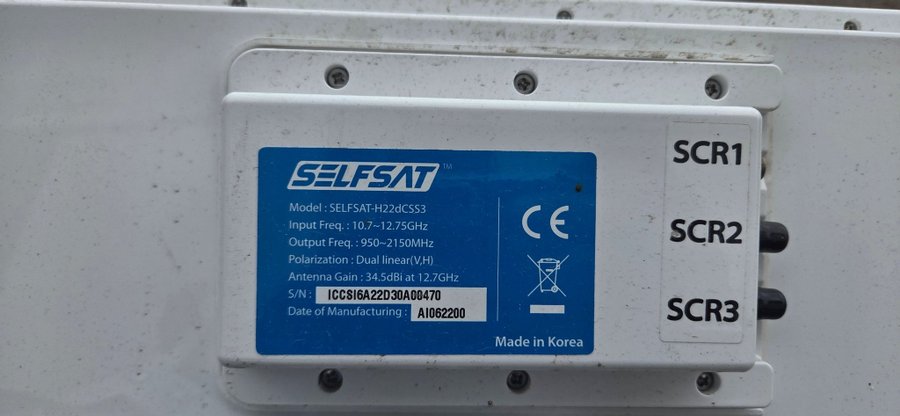 SELFSAT™
Model : SELFSAT-H22dCSS3
Input Freq. : 10.7~12.75GHz
Output Freq. : 950~2150MHz
Polarization : Dual linear(V,H)
Antenna Gain : 34.5dBi at 12.7GHz
S/N : ICCSI6A22D30A00470
Date of Manufacturing : AI062200
CE
Made in Korea
SCR1
SCR2
SCR3